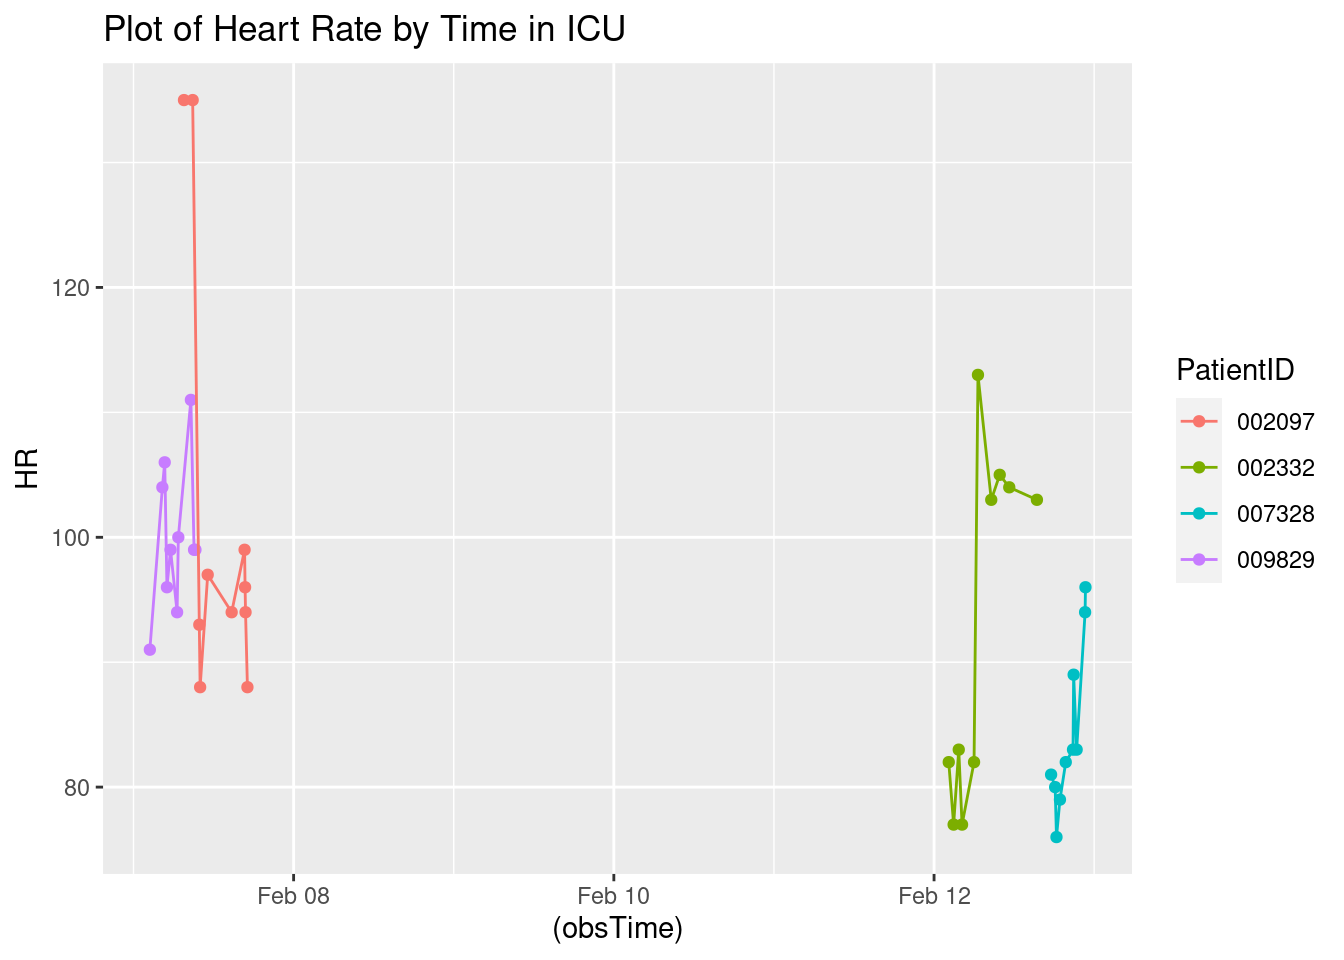 Plot of Heart Rate by Time in ICU
HR
120
100
80
Feb 08
Feb 10
Feb 12
(obsTime)
PatientID
002097
002332
007328
009829